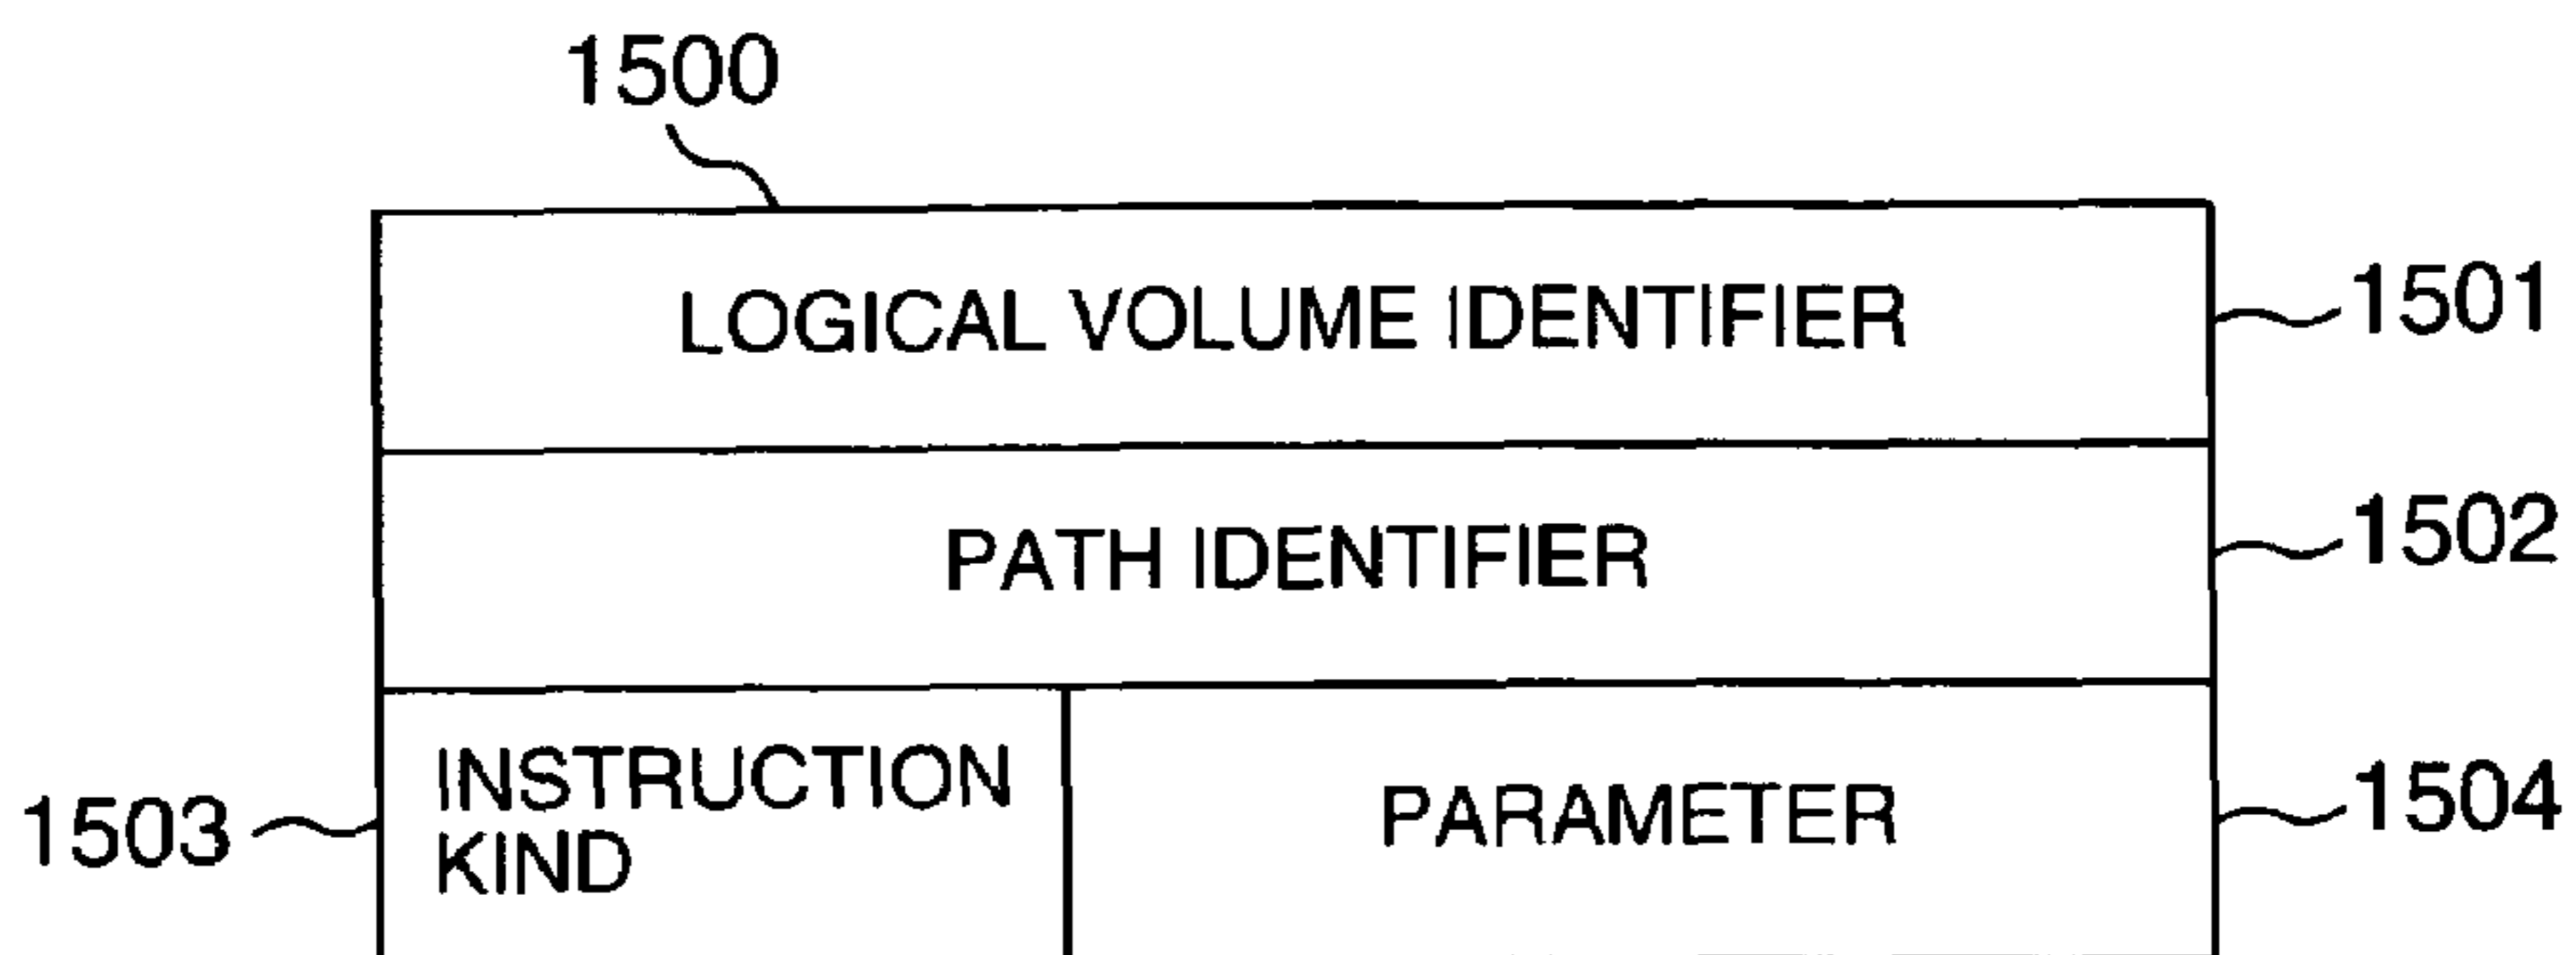 1500
LOGICAL VOLUME IDENTIFIER
1501
PATH IDENTIFIER
1502
1503
INSTRUCTION
KIND
PARAMETER
1504